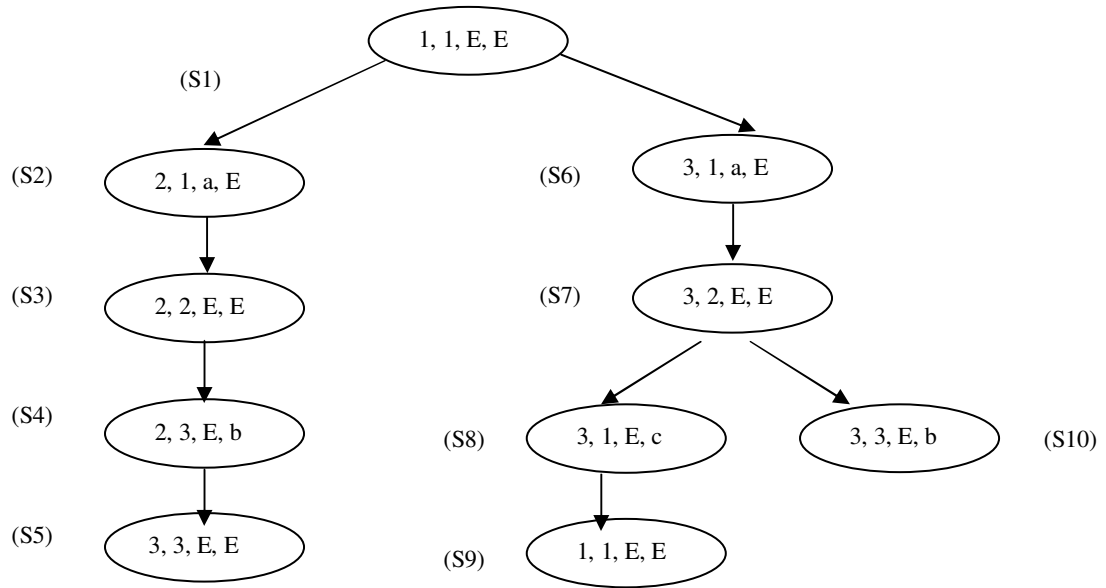 1, 1, E, E
(S1)
(S2)
2, 1, a, E
(S6)
3, 1, a, E
(S3)
2, 2, E, E
(S7)
3, 2, E, E
(S4)
2, 3, E, b
(S8)
3, 1, E, c
3, 3, E, b
(S10)
(S5)
3, 3, E, E
(S9)
1, 1, E, E